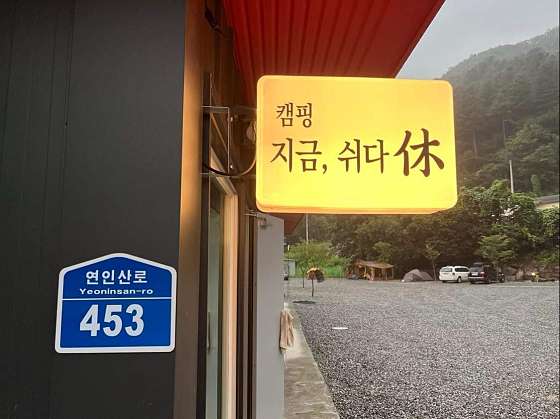 캠핑
지금, 쉬다 休
연인산로
Yeoninsan-ro
453